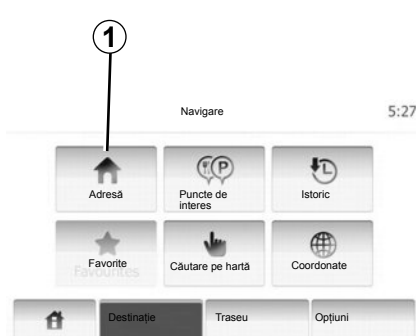 1
Navigare
5:27
Adresă
Puncte de
interes
Istoric
Favorite
Favourites
Căutare pe hartă
Coordonate
Destinație
Traseu
Opțiuni